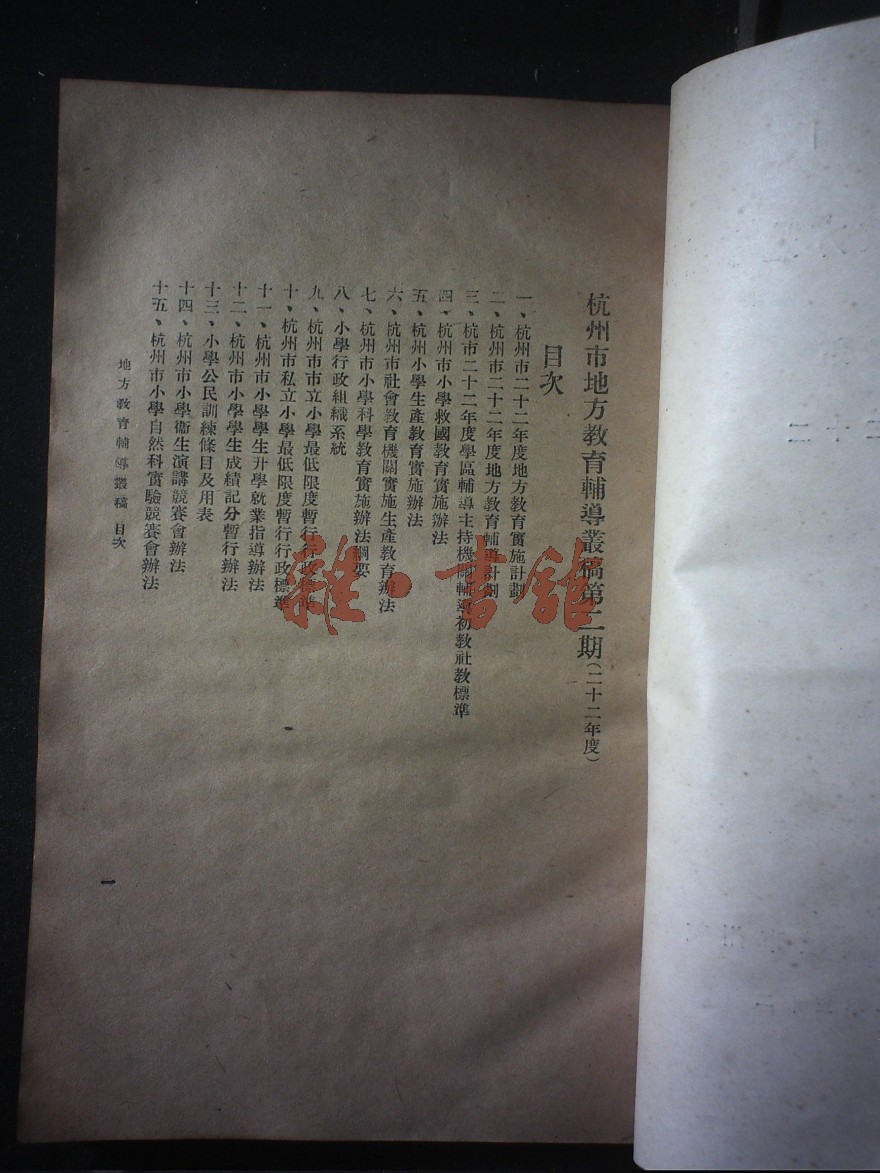 杭州市地方教育輔導叢稿第二期(二十二年度)
目次
一、杭州市二十二年度地方教育實施計劃
二、杭州市二十二年度地方教育輔導計劃
三、杭市二十二年度學區輔導主持機關輔導初教社教標準
四、杭州市小學救國教育實施辦法
五、杭州小學生產教育實施辦法
六、杭州市社會教育機關實施生產教育辦法
七、杭州市小學科學教育實施辦法綱要
八、小學行政組織系統
九、杭州市市立小學最低限度暫行行政標準
十、杭州市私立小學最低限度暫行行政標準
十一、杭州市小學學生升學就業指導辦法
十二、杭州市小學學生成績記分暫行辦法
十三、小學公民訓練條目及用表
十四、杭州市小學衞生演講競賽會辦法
十五、杭州市小學自然科實驗競賽會辦法
地方教育輔導叢稿 目次
一
雜·書館